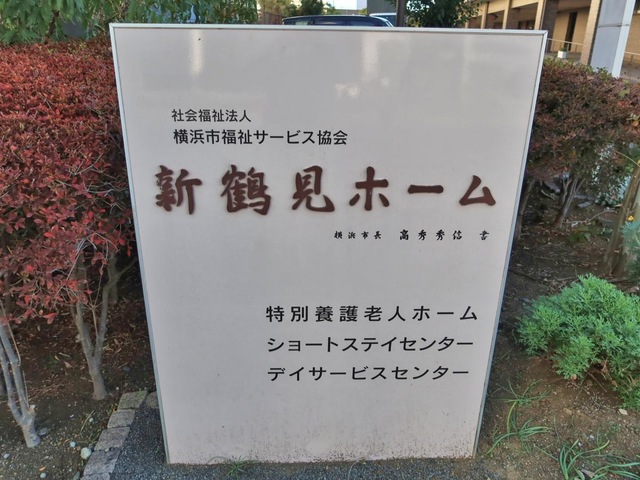 社会福祉法人
横浜市福祉サービス協会
新鶴見ホーム
横浜市長 高秀秀信 書
特別養護老人ホーム
ショートステイセンター
デイサービスセンター